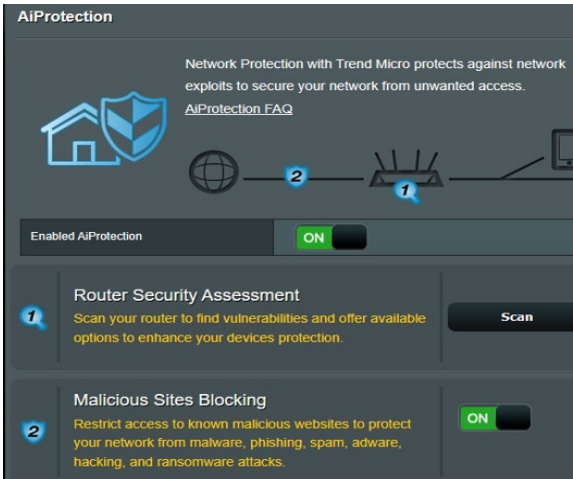 AiProtection
Network Protection with Trend Micro protects against network
exploits to secure your network from unwanted access.
AiProtection FAQ
2
1
Enabled AiProtection
ON
1
Router Security Assessment
Scan your router to find vulnerabilities and offer available
options to enhance your devices protection.
Scan
2
Malicious Sites Blocking
Restrict access to known malicious websites to protect
your network from malware, phishing, spam, adware,
hacking, and ransomware attacks.
ON